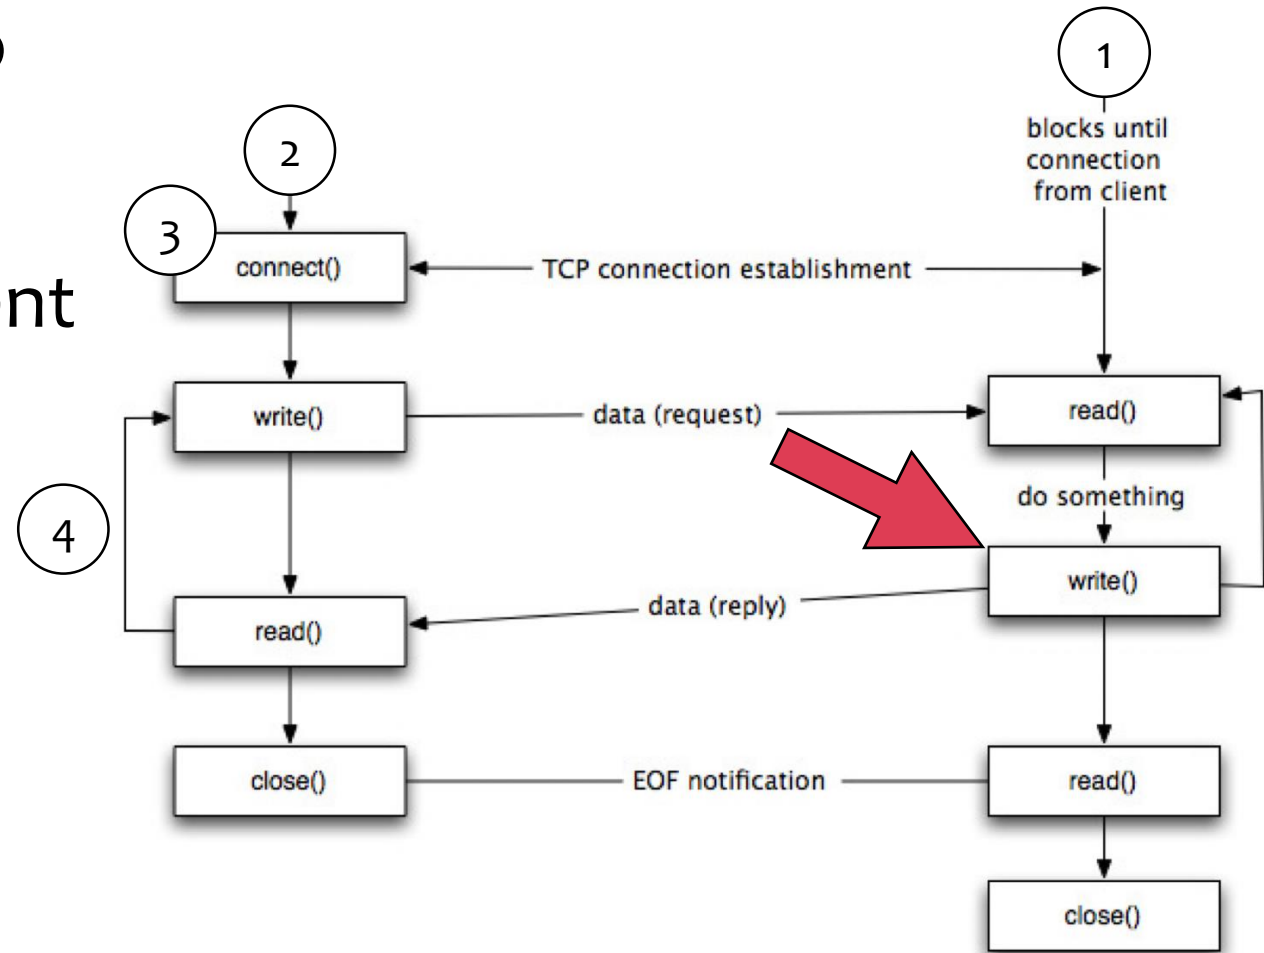 1
blocks until
connection
from client
2
3
connect()
TCP connection establishment
write()
data (request)
read()
do something
4
write()
data (reply)
read()
close()
EOF notification
read()
close()